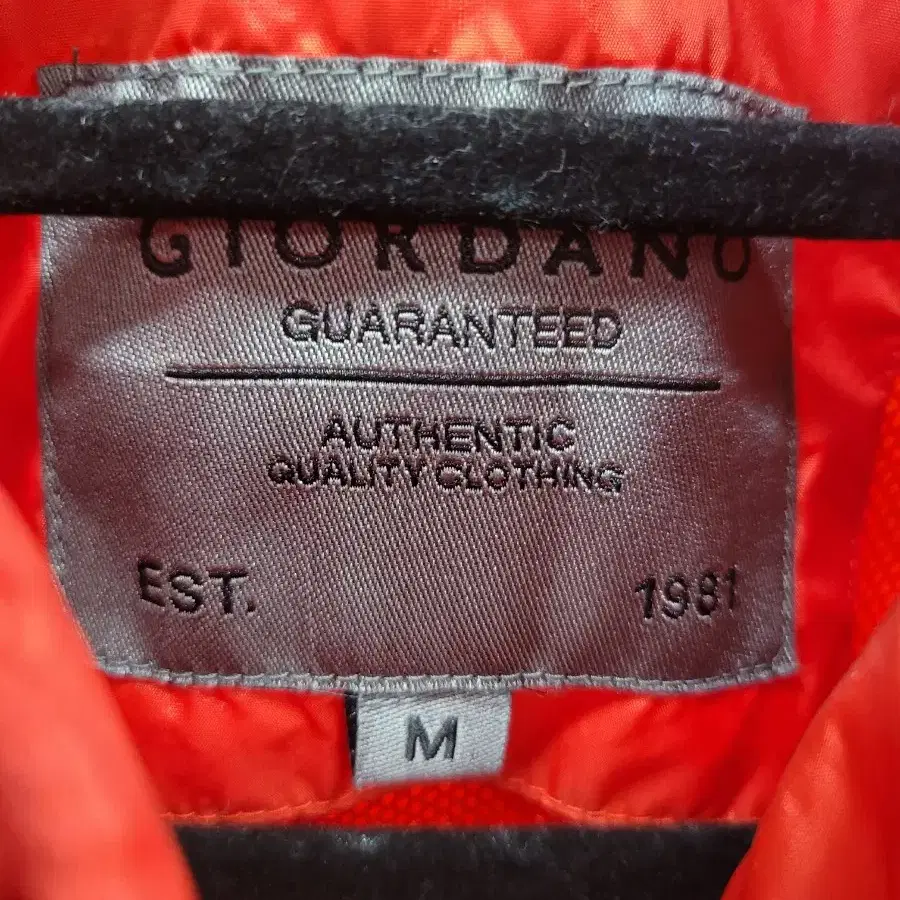 GIORDANO
GUARANTEED
AUTHENTIC
QUALITY CLOTHING
EST. 1981
M